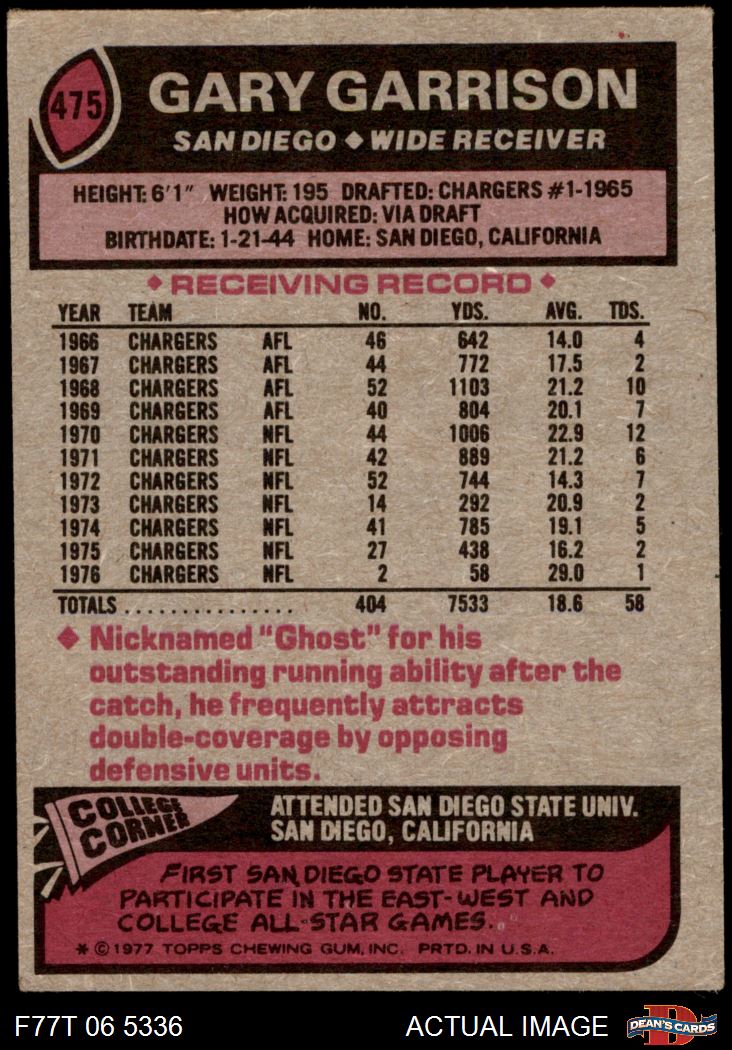 475
GARY GARRISON
SAN DIEGO ◆ WIDE RECEIVER
HEIGHT: 6'1" WEIGHT: 195 DRAFTED: CHARGERS #1-1965
HOW ACQUIRED: VIA DRAFT
BIRTHDATE: 1-21-44 HOME: SAN DIEGO, CALIFORNIA
◆ RECEIVING RECORD ◆
YEAR TEAM NO. YDS. AVG. TDS.
1966 CHARGERS AFL 46 642 14.0 4
1967 CHARGERS AFL 44 772 17.5 2
1968 CHARGERS AFL 52 1103 21.2 10
1969 CHARGERS AFL 40 804 20.1 7
1970 CHARGERS NFL 44 1006 22.9 12
1971 CHARGERS NFL 42 889 21.2 6
1972 CHARGERS NFL 52 744 14.3 7
1973 CHARGERS NFL 14 292 20.9 2
1974 CHARGERS NFL 41 785 19.1 5
1975 CHARGERS NFL 27 438 16.2 2
1976 CHARGERS NFL 2 58 29.0 1
TOTALS ................ 404 7533 18.6 58
◆ Nicknamed "Ghost" for his
outstanding running ability after the
catch, he frequently attracts
double-coverage by opposing
defensive units.
COLLEGE
CORNER
ATTENDED SAN DIEGO STATE UNIV.
SAN DIEGO, CALIFORNIA
FIRST SAN DIEGO STATE PLAYER TO
PARTICIPATE IN THE EAST-WEST AND
COLLEGE ALL-STAR GAMES.
* © 1977 TOPPS CHEWING GUM, INC. PRTD. IN U.S.A.
F77T 06 5336 ACTUAL IMAGE
D
DEAN'S CARDS